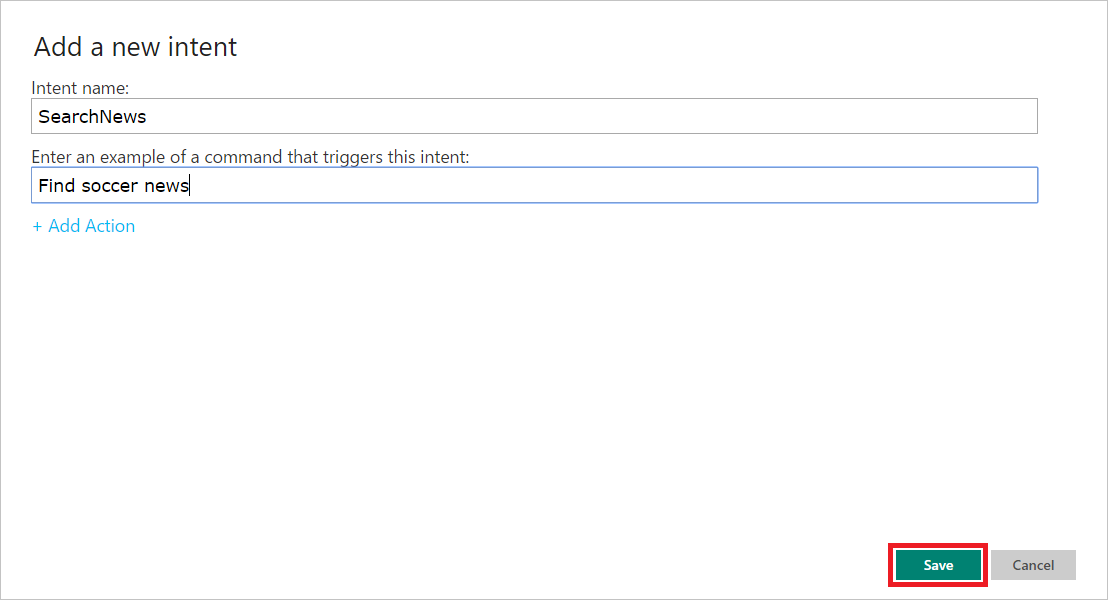 Add a new intent
Intent name:
SearchNews
Enter an example of a command that triggers this intent:
Find soccer news
+ Add Action
Save Cancel